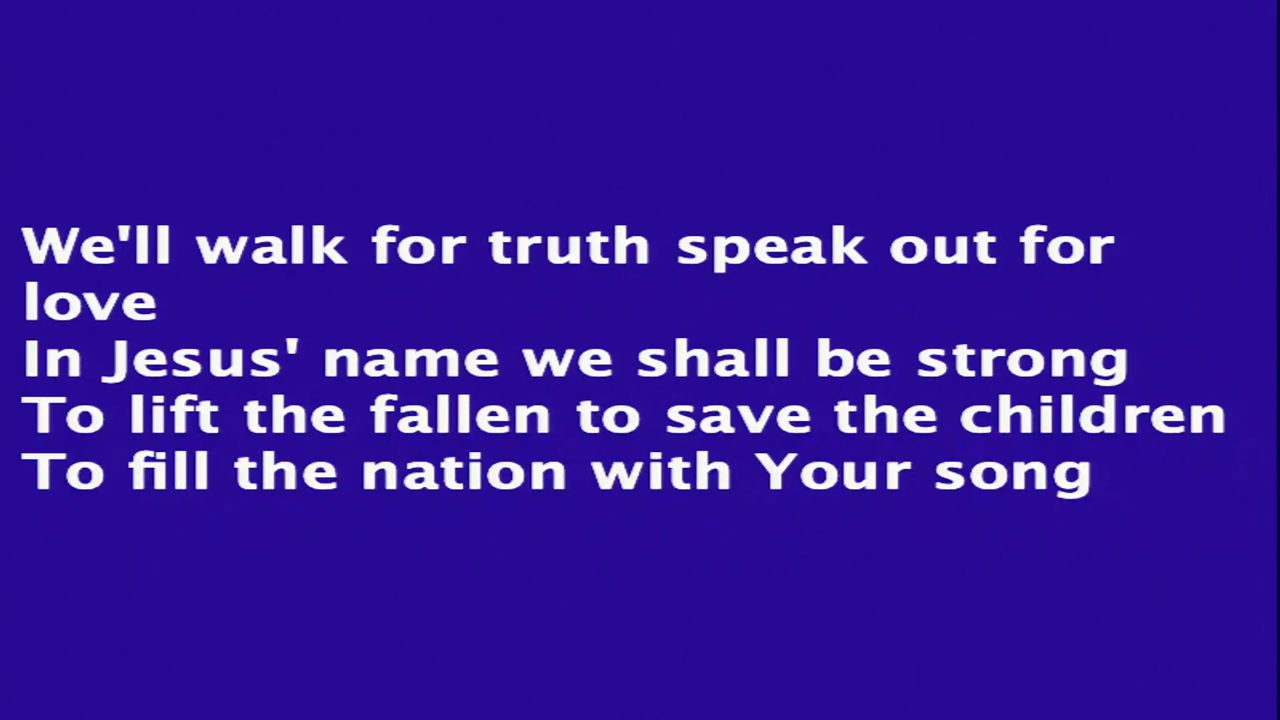 We'll walk for truth speak out for
love
In Jesus' name we shall be strong
To lift the fallen to save the children
To fill the nation with Your song